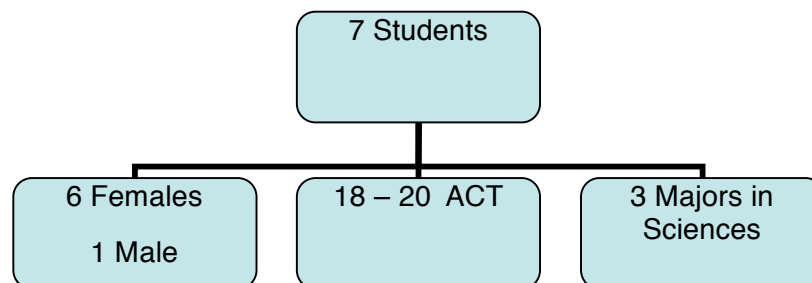 7 Students
6 Females
1 Male
18 – 20 ACT
3 Majors in
Sciences